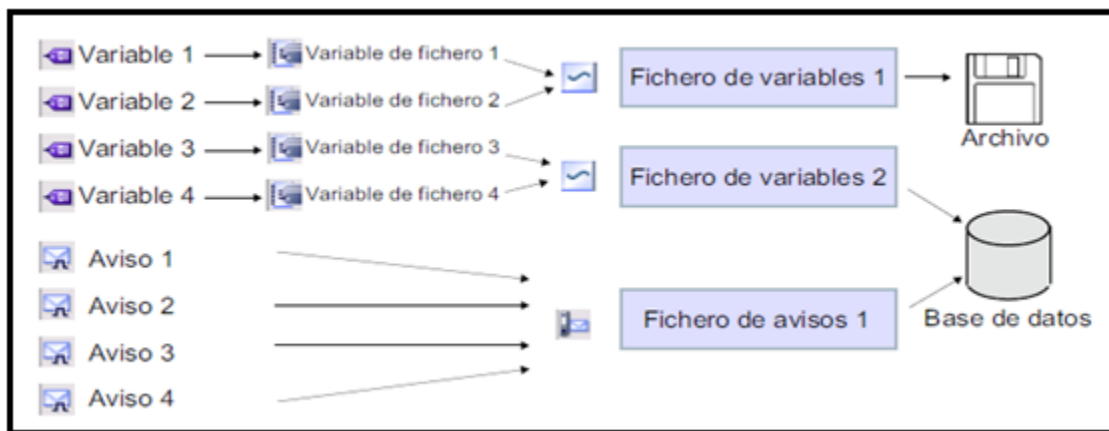 Variable 1 Variable de fichero 1
Variable 2 Variable de fichero 2
Fichero de variables 1
Archivo
Variable 3 Variable de fichero 3
Variable 4 Variable de fichero 4
Fichero de variables 2
Aviso 1
Aviso 2
Aviso 3
Aviso 4
Fichero de avisos 1
Base de datos